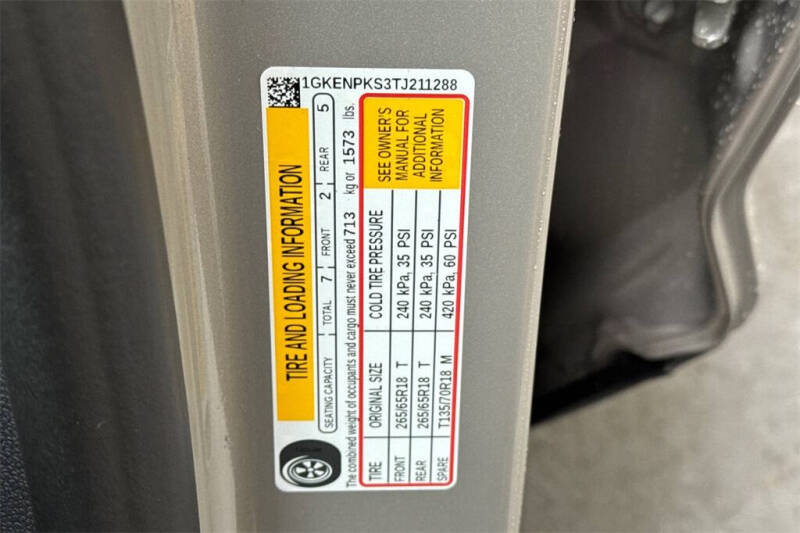 1GKENPKS3TJ211288
TIRE AND LOADING INFORMATION
SEATING CAPACITY TOTAL 7 FRONT 2 REAR 5
The combined weight of occupants and cargo must never exceed 713 kg or 1573 lbs.
TIRE ORIGINAL SIZE COLD TIRE PRESSURE
FRONT 265/65R18 T 240 kPa, 35 PSI
REAR 265/65R18 T 240 kPa, 35 PSI
SPARE T135/70R18 M 420 kPa, 60 PSI
SEE OWNER'S
MANUAL FOR
ADDITIONAL
INFORMATION